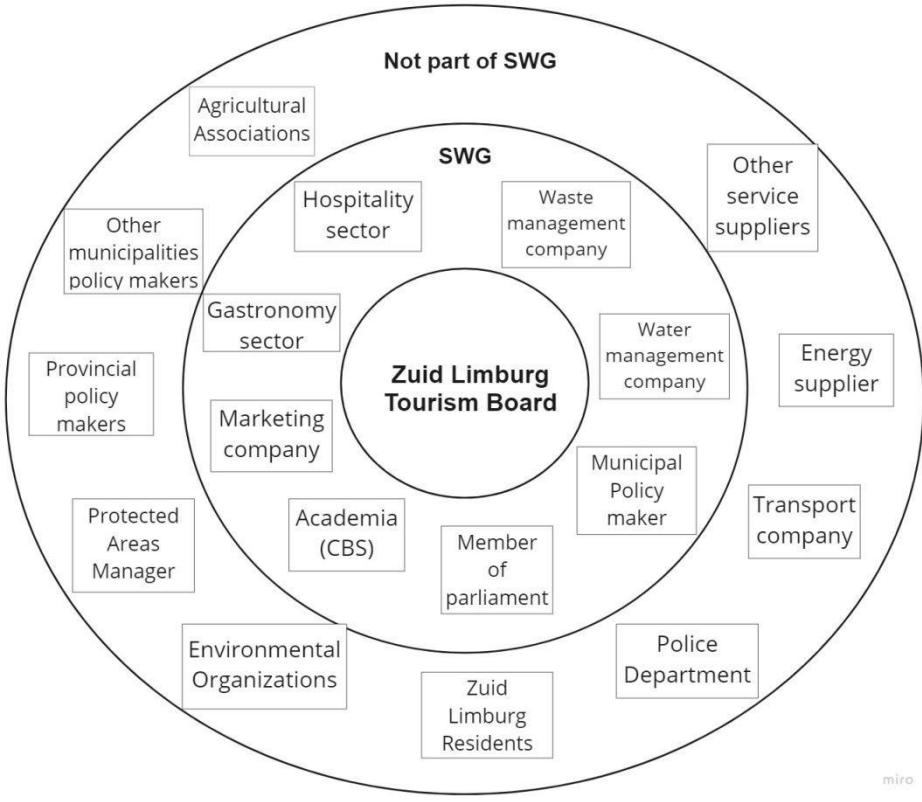 Not part of SWG
Agricultural
Associations
SWG
Other
service
suppliers
Hospitality
sector
Waste
management
company
Other
municipalities
policy makers
Gastronomy
sector
Water
management
company
Energy
supplier
Provincial
policy
makers
Zuid Limburg
Tourism Board
Marketing
company
Municipal
Policy
maker
Transport
company
Protected
Areas
Manager
Academia
(CBS)
Member
of
parliament
Environmental
Organizations
Police
Department
Zuid
Limburg
Residents
miro